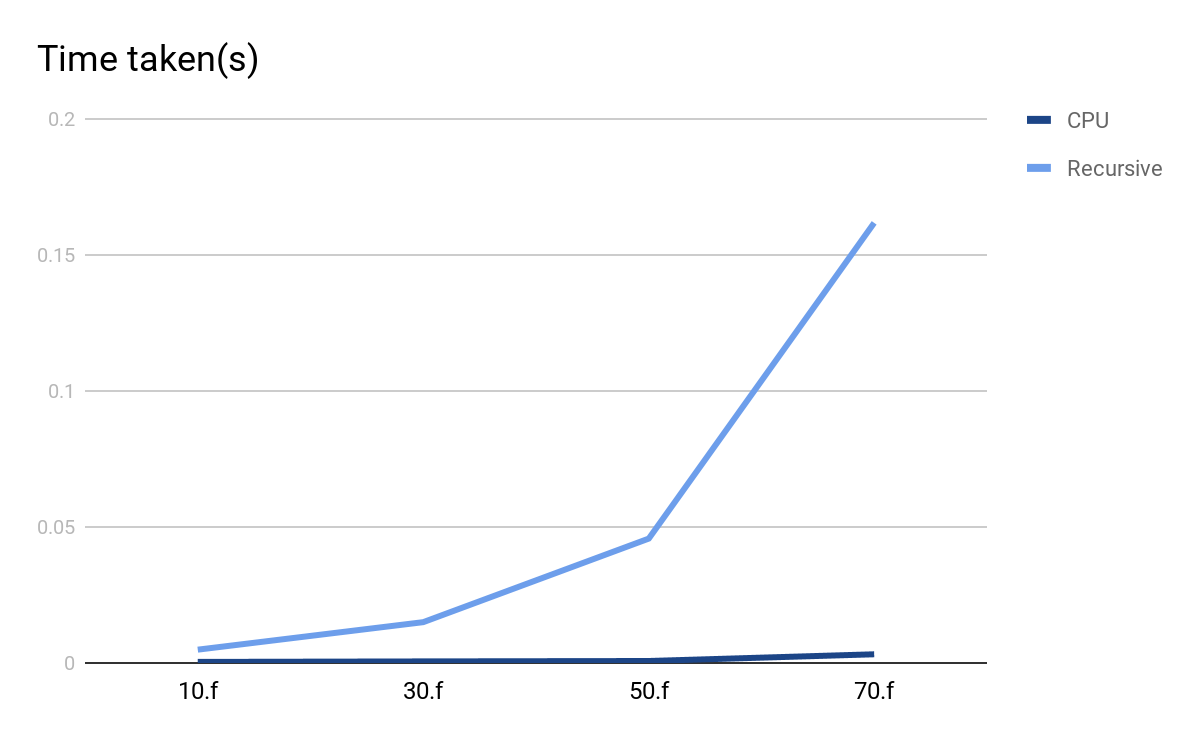 Time taken(s)
0.2
CPU
Recursive
0.15
0.1
0.05
0
10.f 30.f 50.f 70.f